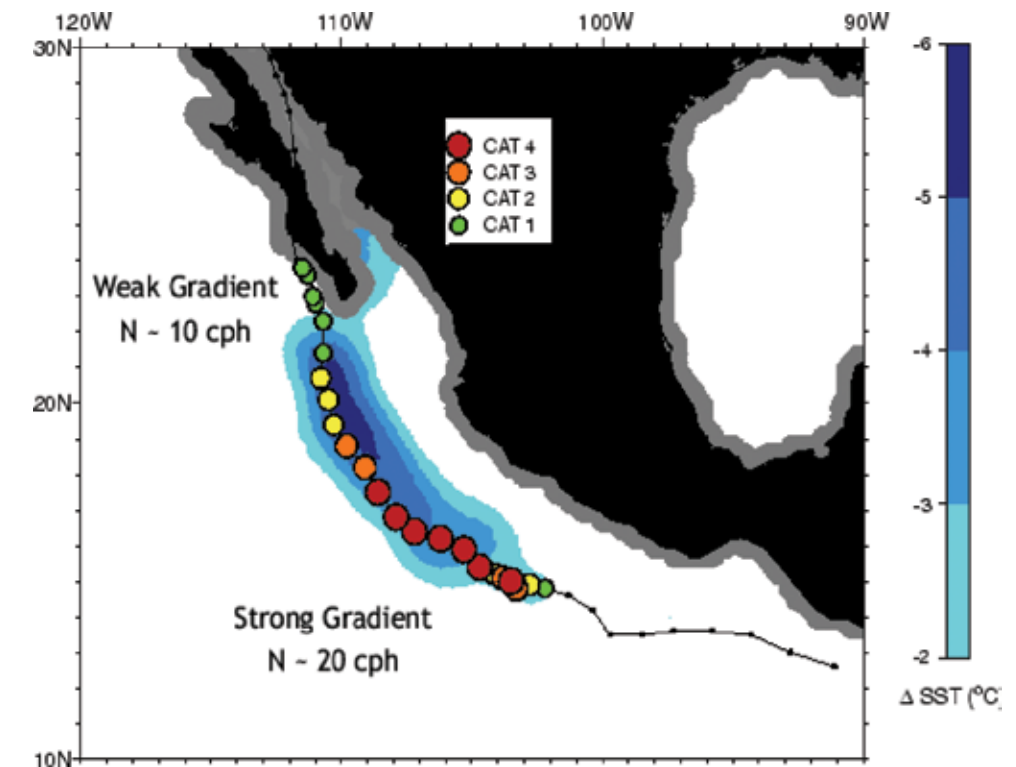 120W 110W 100W 90W
30N
-6
CAT 4
CAT 3
CAT 2
CAT 1
-5
Weak Gradient
N ~ 10 cph
-4
20N
-3
Strong Gradient
N ~ 20 cph
-2
Δ SST (°C
10N